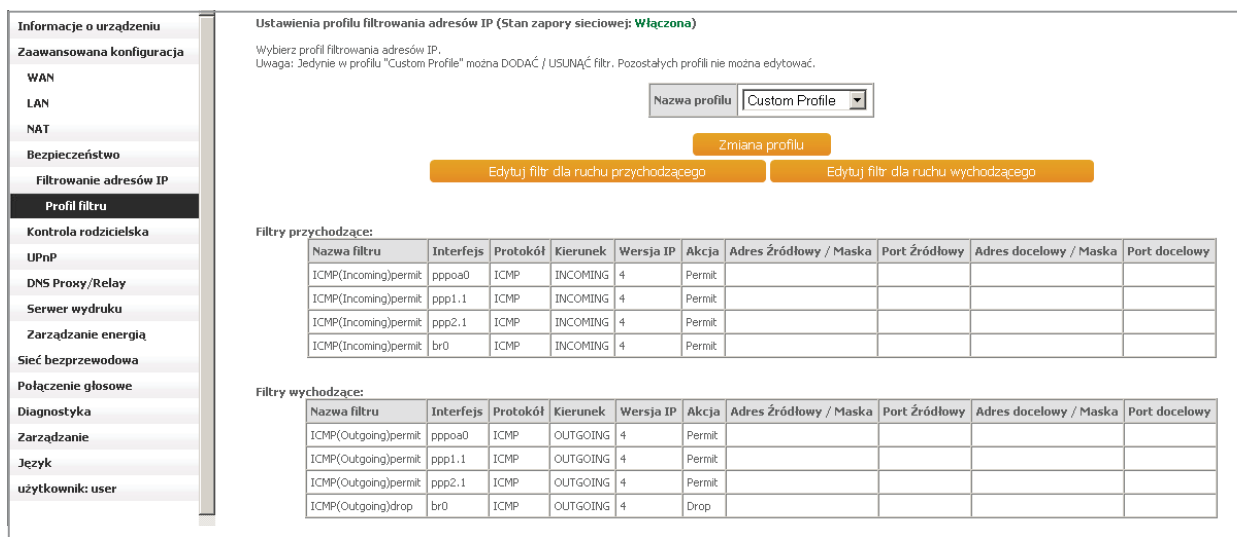 Informacje o urządzeniu
Zaawansowana konfiguracja
WAN
LAN
NAT
Bezpieczeństwo
Filtrowanie adresów IP
Profil filtru
Kontrola rodzicielska
UPnP
DNS Proxy/Relay
Serwer wydruku
Zarządzanie energią
Sieć bezprzewodowa
Połączenie głosowe
Diagnostyka
Zarządzanie
Język
użytkownik: user
Ustawienia profilu filtrowania adresów IP (Stan zapory sieciowej: Włączona)
Wybierz profil filtrowania adresów IP.
Uwaga: Jedynie w profilu "Custom Profile" można DODAĆ / USUNĄĆ filtr. Pozostałych profili nie można edytować.
Nazwa profilu Custom Profile
Zmiana profilu
Edytuj filtr dla ruchu przychodzącego Edytuj filtr dla ruchu wychodzącego
Filtry przychodzące:
Nazwa filtru Interfejs Protokół Kierunek Wersja IP Akcja Adres Źródłowy / Maska Port Źródłowy Adres docelowy / Maska Port docelowy
ICMP(Incoming)permit pppoa0 ICMP INCOMING 4 Permit
ICMP(Incoming)permit ppp1.1 ICMP INCOMING 4 Permit
ICMP(Incoming)permit ppp2.1 ICMP INCOMING 4 Permit
ICMP(Incoming)permit br0 ICMP INCOMING 4 Permit
Filtry wychodzące:
Nazwa filtru Interfejs Protokół Kierunek Wersja IP Akcja Adres Źródłowy / Maska Port Źródłowy Adres docelowy / Maska Port docelowy
ICMP(Outgoing)permit pppoa0 ICMP OUTGOING 4 Permit
ICMP(Outgoing)permit ppp1.1 ICMP OUTGOING 4 Permit
ICMP(Outgoing)permit ppp2.1 ICMP OUTGOING 4 Permit
ICMP(Outgoing)drop br0 ICMP OUTGOING 4 Drop